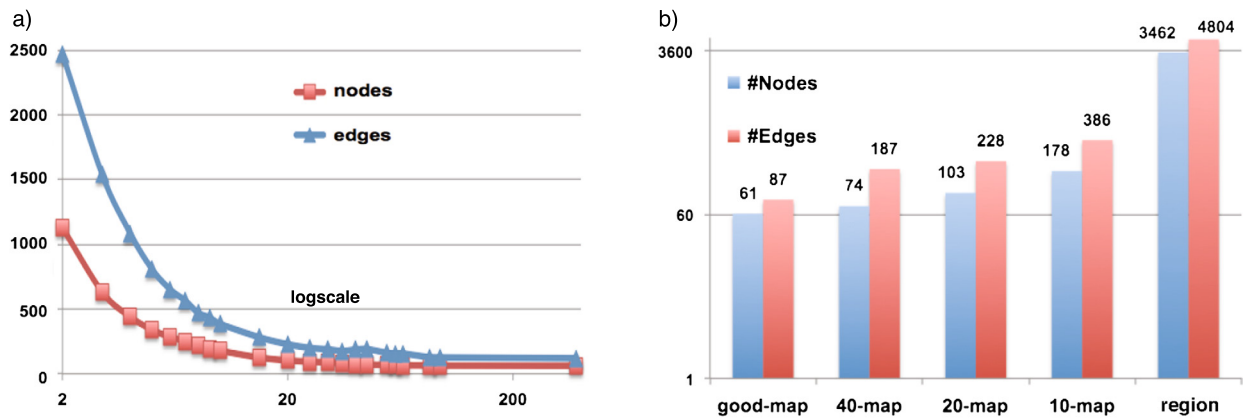 a)
2500
2000
1500
1000
500
0
2
20
200
nodes
edges
logscale
b)
3600
60
1
#Nodes
#Edges
61
87
74
187
103
228
178
386
3462
4804
good-map
40-map
20-map
10-map
region